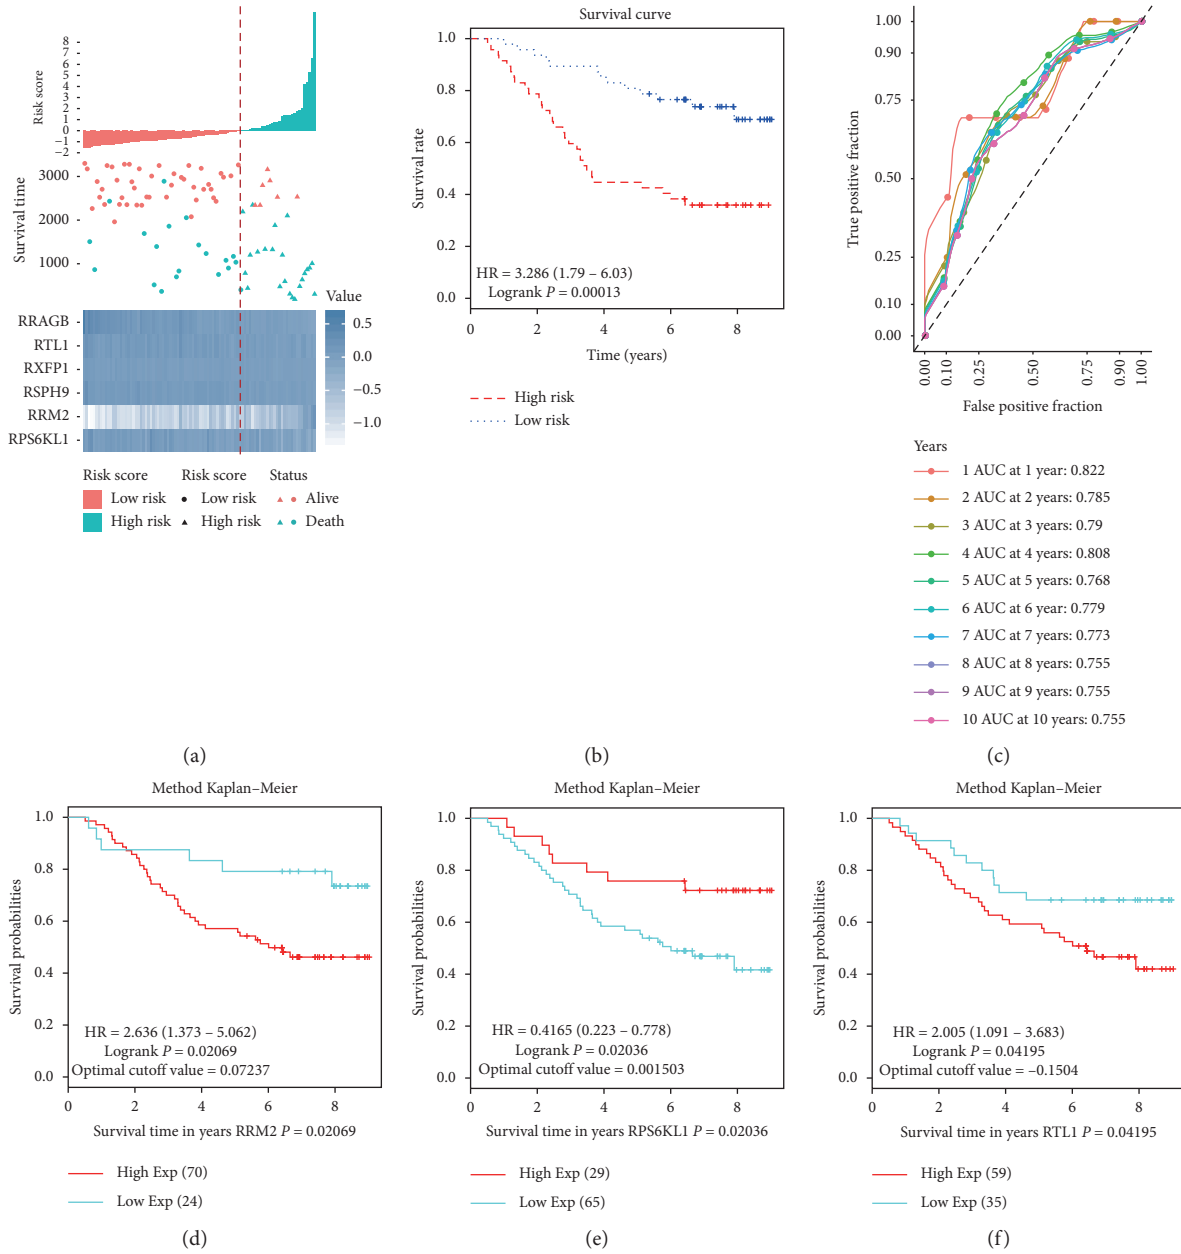 Risk score
8
7
6
5
4
3
2
1
0
−1
−2
Survival time
3000
2000
1000
RRAGB
RTL1
RXFP1
RSPH9
RRM2
RPS6KL1
Value
0.5
0.0
−0.5
−1.0
Risk score
Low risk
High risk
Risk score
Low risk
High risk
Status
Alive
Death
(a)
Survival curve
Survival rate
1.0
0.8
0.6
0.4
0.2
0.0
HR = 3.286 (1.79 – 6.03)
Logrank P = 0.00013
0 2 4 6 8
Time (years)
High risk
Low risk
(b)
True positive fraction
1.00
0.90
0.75
0.50
0.25
0.10
0.00
0.00 0.10 0.25 0.50 0.75 0.90 1.00
False positive fraction
Years
1 AUC at 1 year: 0.822
2 AUC at 2 years: 0.785
3 AUC at 3 years: 0.79
4 AUC at 4 years: 0.808
5 AUC at 5 years: 0.768
6 AUC at 6 year: 0.779
7 AUC at 7 years: 0.773
8 AUC at 8 years: 0.755
9 AUC at 9 years: 0.755
10 AUC at 10 years: 0.755
(c)
Method Kaplan–Meier
Survival probabilities
1.0
0.8
0.6
0.4
0.2
0.0
HR = 2.636 (1.373 – 5.062)
Logrank P = 0.02069
Optimal cutoff value = 0.07237
0 2 4 6 8
Survival time in years RRM2 P = 0.02069
High Exp (70)
Low Exp (24)
(d)
Method Kaplan–Meier
Survival probabilities
1.0
0.8
0.6
0.4
0.2
0.0
HR = 0.4165 (0.223 – 0.778)
Logrank P = 0.02036
Optimal cutoff value = 0.001503
0 2 4 6 8
Survival time in years RPS6KL1 P = 0.02036
High Exp (29)
Low Exp (65)
(e)
Method Kaplan–Meier
Survival probabilities
1.0
0.8
0.6
0.4
0.2
0.0
HR = 2.005 (1.091 – 3.683)
Logrank P = 0.04195
Optimal cutoff value = −0.1504
0 2 4 6 8
Survival time in years RTL1 P = 0.04195
High Exp (59)
Low Exp (35)
(f)